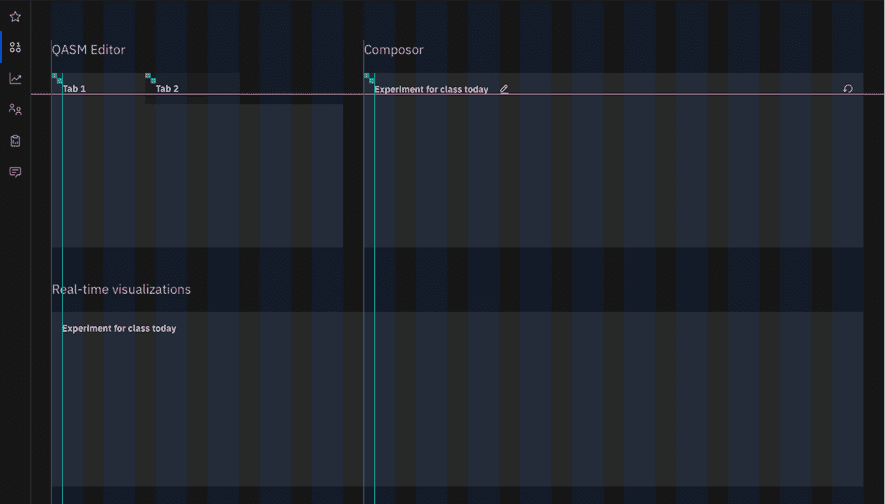 QASM Editor
Composor
Tab 1
Tab 2
Experiment for class today
Real-time visualizations
Experiment for class today